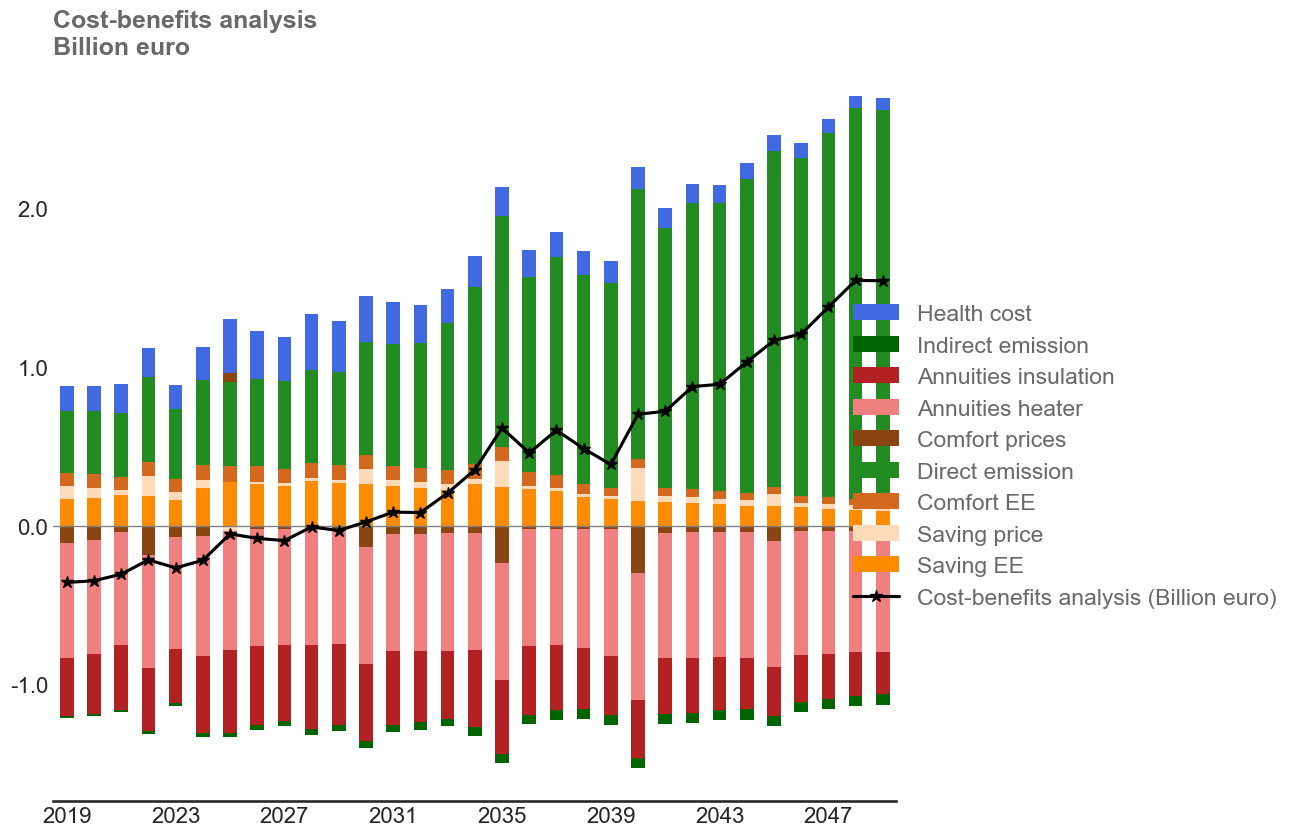 Cost-benefits analysis
Billion euro
2.0
1.0
0.0
-1.0
Health cost
Indirect emission
Annuities insulation
Annuities heater
Comfort prices
Direct emission
Comfort EE
Saving price
Saving EE
Cost-benefits analysis (Billion euro)
2019 2023 2027 2031 2035 2039 2043 2047